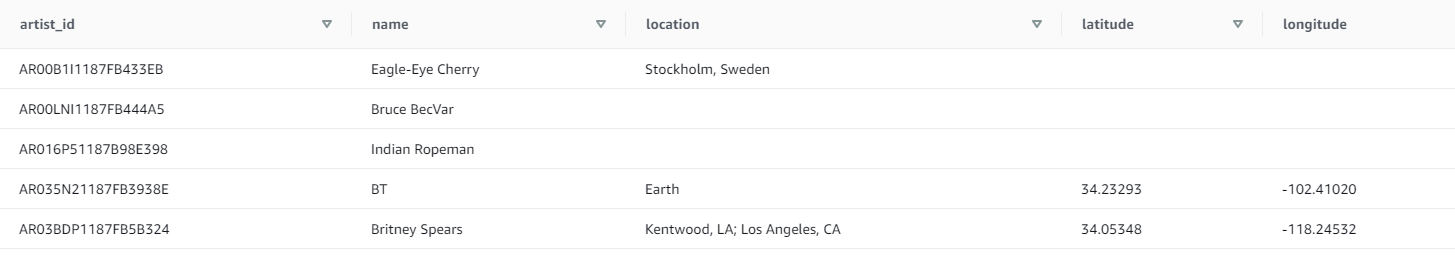 artist_id name location latitude longitude
AR00B1I1187FB433EB Eagle-Eye Cherry Stockholm, Sweden
AR00LNI1187FB444A5 Bruce BecVar
AR016P51187B98E398 Indian Ropeman
AR035N21187FB3938E BT Earth 34.23293 -102.41020
AR03BDP1187FB5B324 Britney Spears Kentwood, LA; Los Angeles, CA 34.05348 -118.24532